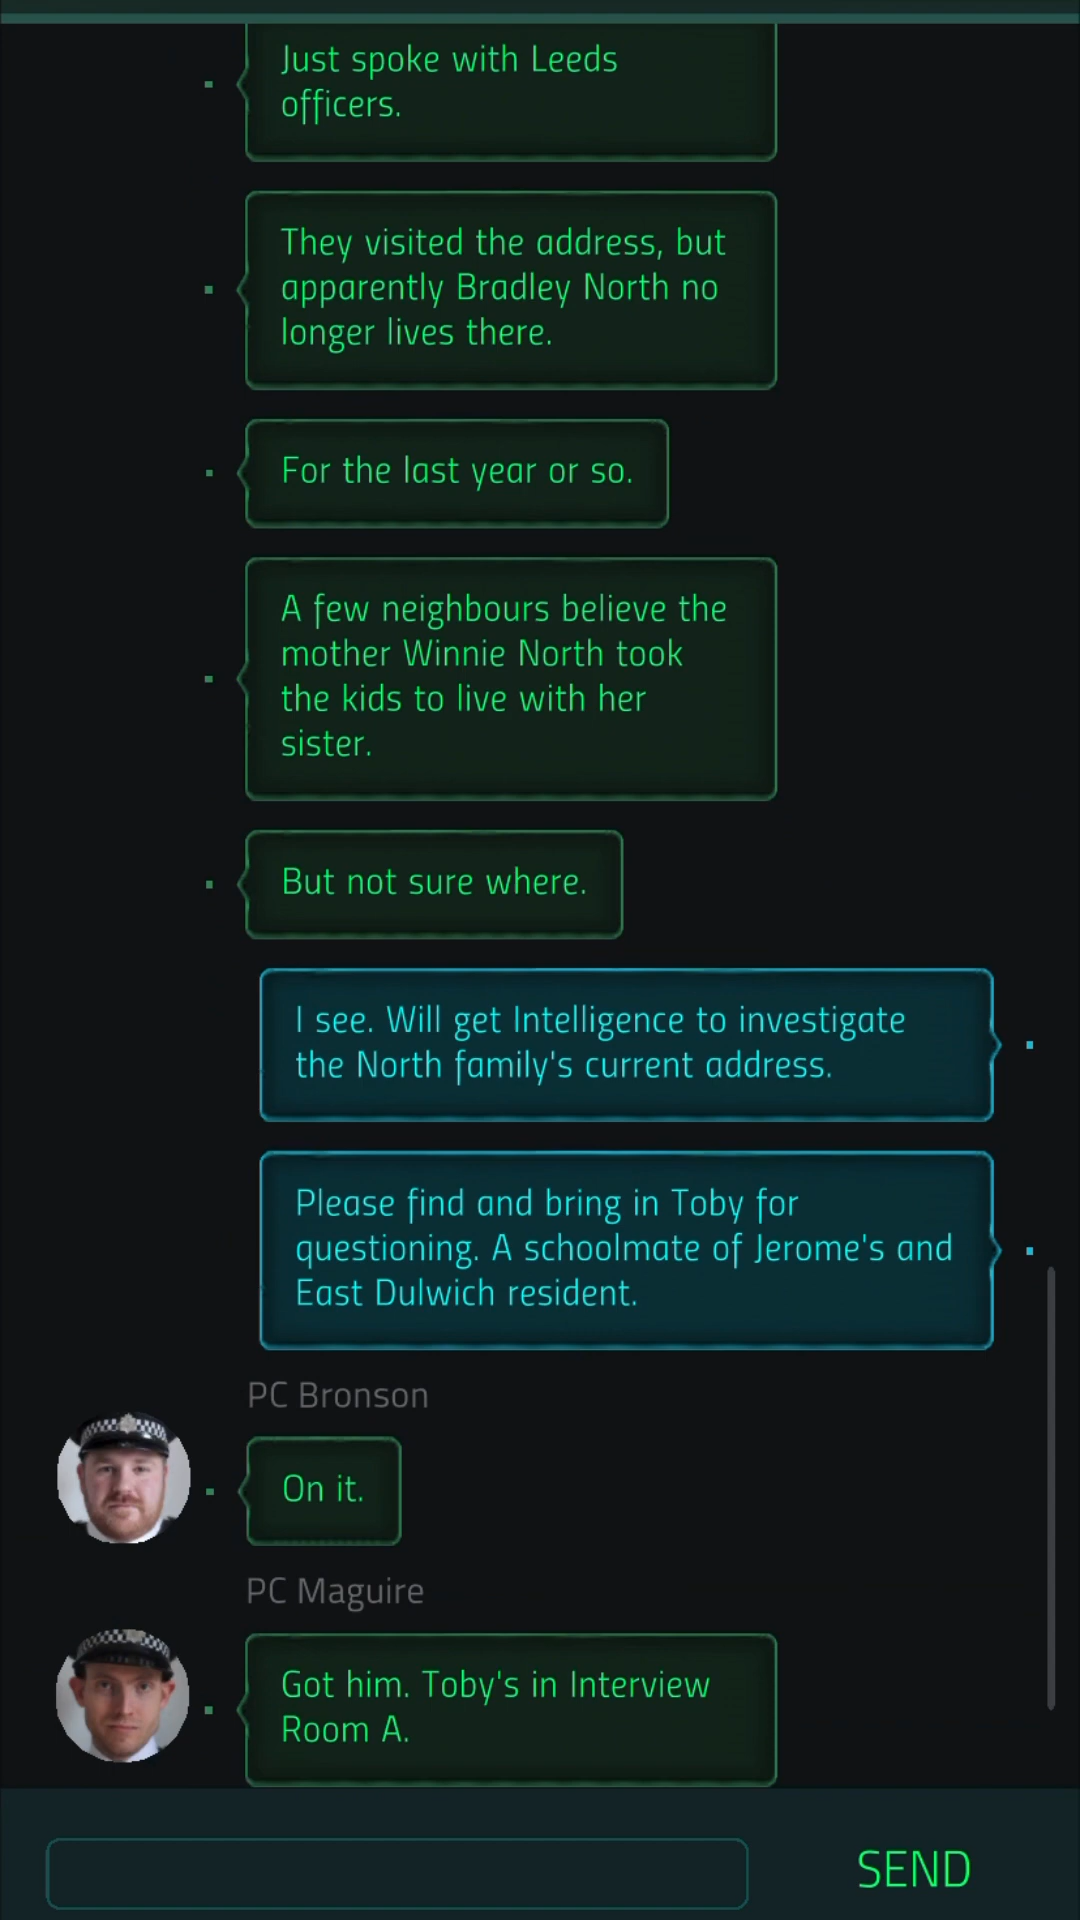 Just spoke with Leeds
officers.
They visited the address, but
apparently Bradley North no
longer lives there.
For the last year or so.
A few neighbours believe the
mother Winnie North took
the kids to live with her
sister.
But not sure where.
I see. Will get Intelligence to investigate
the North family's current address.
Please find and bring in Toby for
questioning. A schoolmate of Jerome's and
East Dulwich resident.
PC Bronson
On it.
PC Maguire
Got him. Toby's in Interview
Room A.
SEND